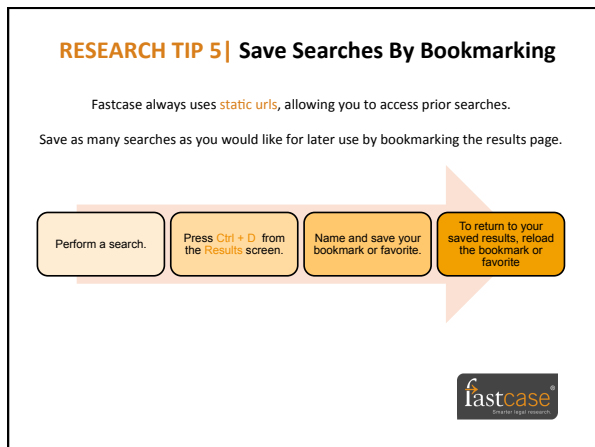 RESEARCH TIP 5| Save Searches By Bookmarking
Fastcase always uses static urls, allowing you to access prior searches.
Save as many searches as you would like for later use by bookmarking the results page.
Perform a search.
Press Ctrl + D from
the Results screen.
Name and save your
bookmark or favorite.
To return to your
saved results, reload
the bookmark or
favorite
fastcase®
Smarter legal research.